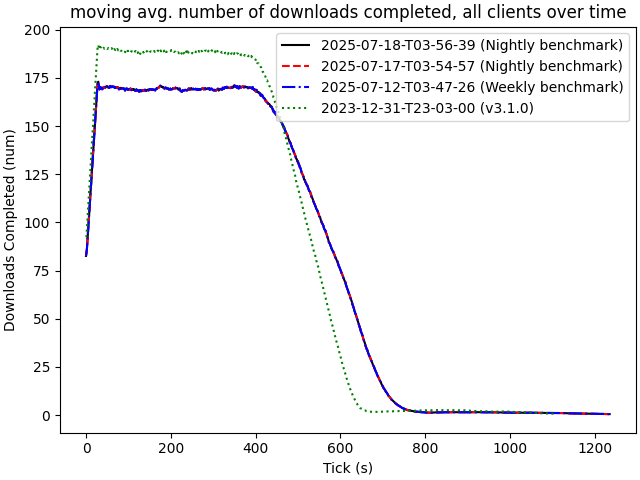 moving avg. number of downloads completed, all clients over time
2025-07-18-T03-56-39 (Nightly benchmark)
2025-07-17-T03-54-57 (Nightly benchmark)
2025-07-12-T03-47-26 (Weekly benchmark)
2023-12-31-T23-03-00 (v3.1.0)
Downloads Completed (num)
200
175
150
125
100
75
50
25
0
0 200 400 600 800 1000 1200
Tick (s)